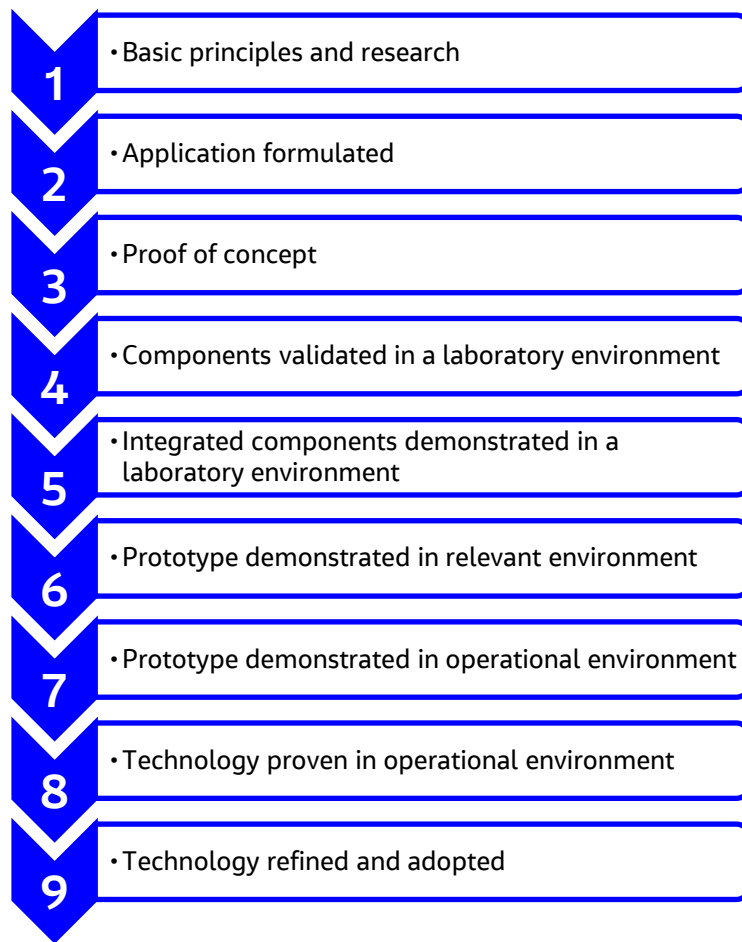 1
• Basic principles and research
2
• Application formulated
3
• Proof of concept
4
• Components validated in a laboratory environment
5
• Integrated components demonstrated in a
laboratory environment
6
• Prototype demonstrated in relevant environment
7
• Prototype demonstrated in operational environment
8
• Technology proven in operational environment
9
• Technology refined and adopted